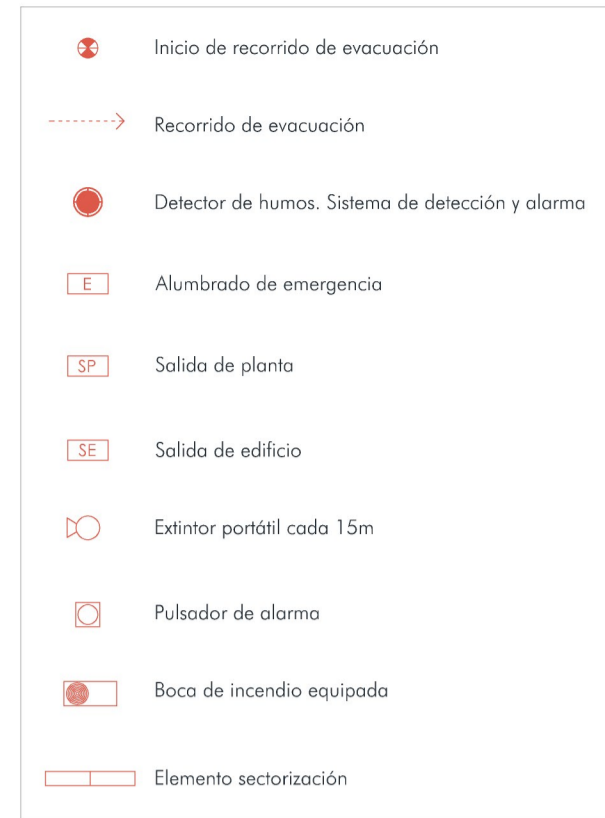 Inicio de recorrido de evacuación
Recorrido de evacuación
Detector de humos. Sistema de detección y alarma
E Alumbrado de emergencia
SP Salida de planta
SE Salida de edificio
Extintor portátil cada 15m
Pulsador de alarma
Boca de incendio equipada
Elemento sectorización